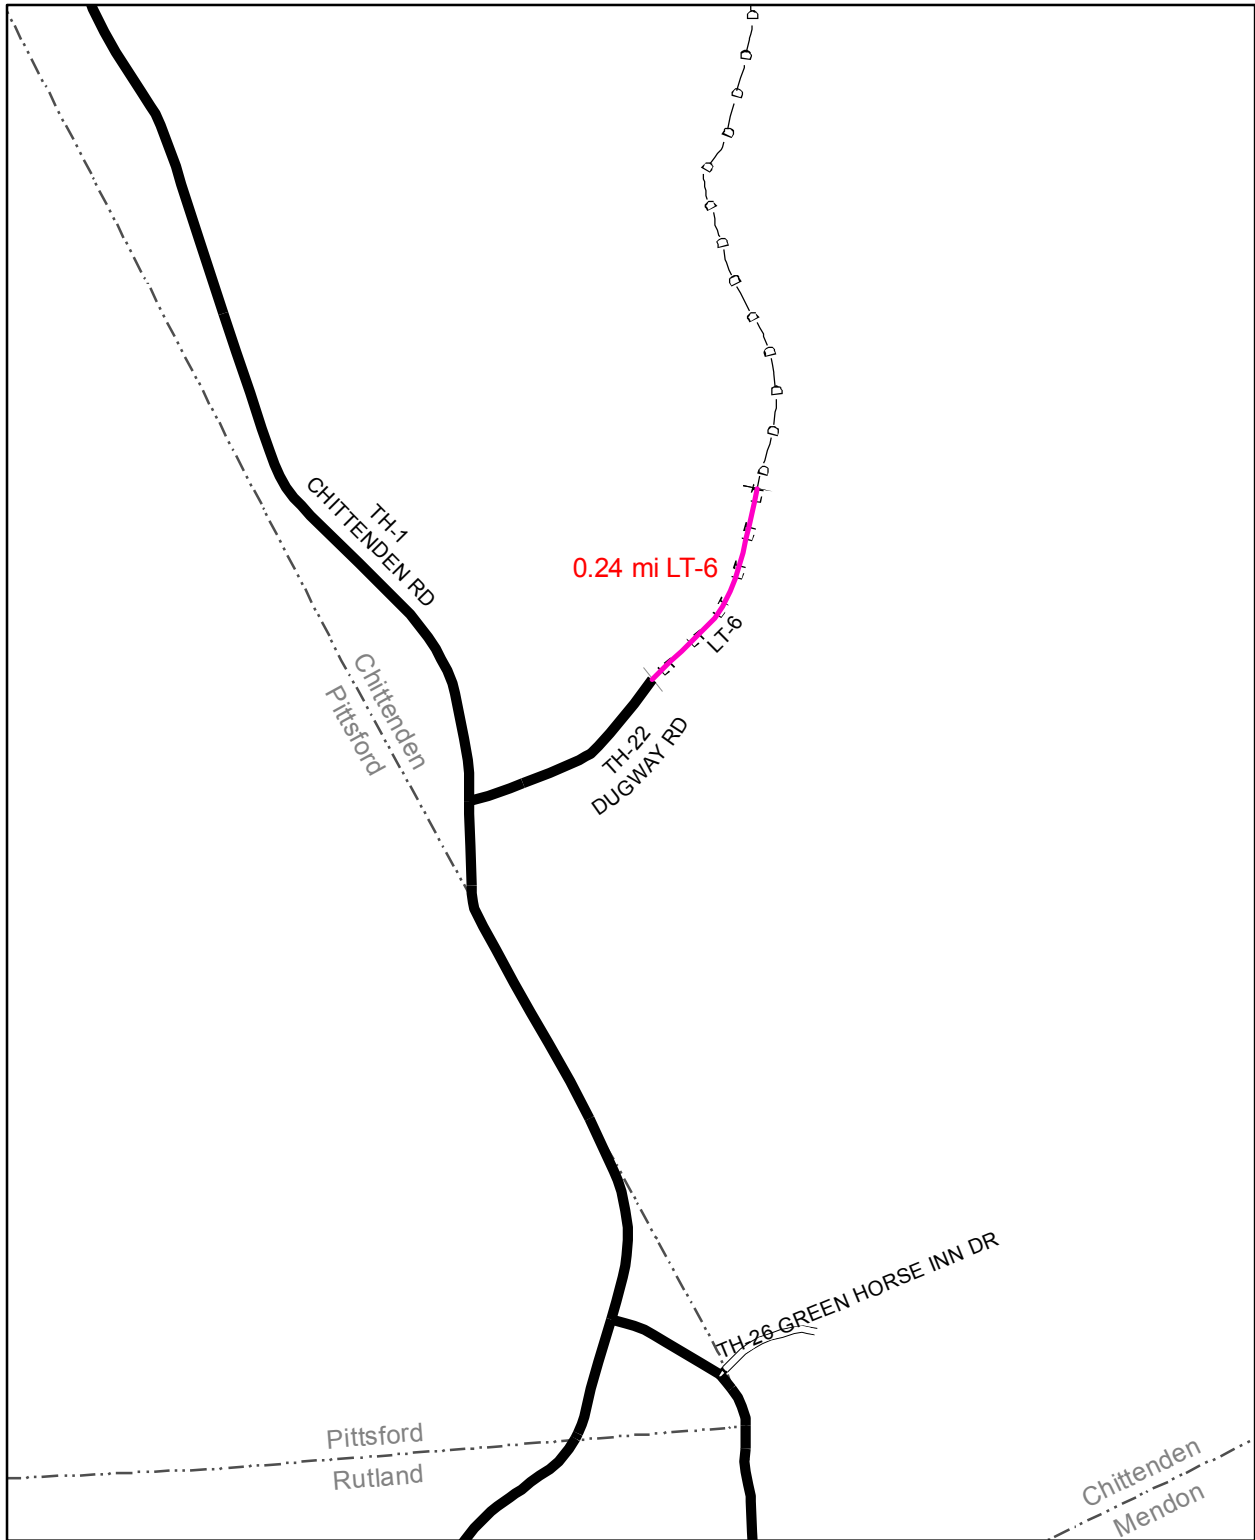 D
D
D
D
D
D
D
D
D
D
D
D
D
D
TH-1
CHITTENDEN RD
0.24 mi LT-6
LT-6
Chittenden
Pittsford
TH-22
DUGWAY RD
TH-26 GREEN HORSE INN DR
Pittsford
Rutland
Chittenden
Mendon